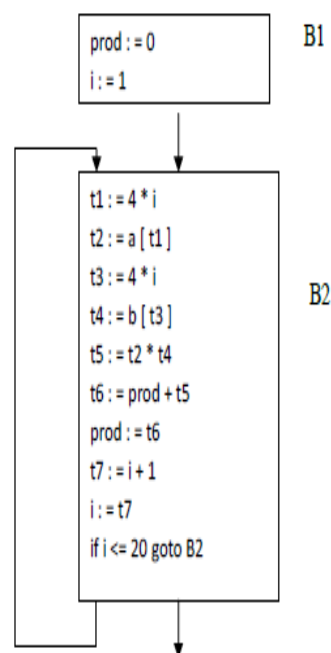 prod : = 0
i : = 1
B1
t1 : = 4 * i
t2 : = a [ t1 ]
t3 : = 4 * i
t4 : = b [ t3 ]
t5 : = t2 * t4
t6 : = prod + t5
prod : = t6
t7 : = i + 1
i : = t7
if i <= 20 goto B2
B2